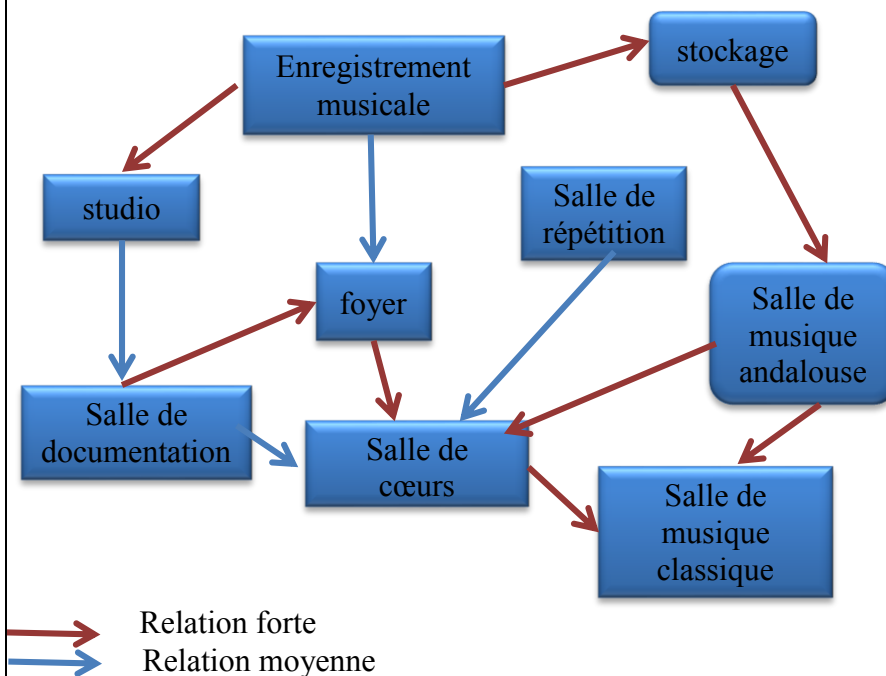 Enregistrement
musicale
stockage
studio
Salle de
répétition
foyer
Salle de
musique
andalouse
Salle de
documentation
Salle de
cœurs
Salle de
musique
classique
Relation forte
Relation moyenne